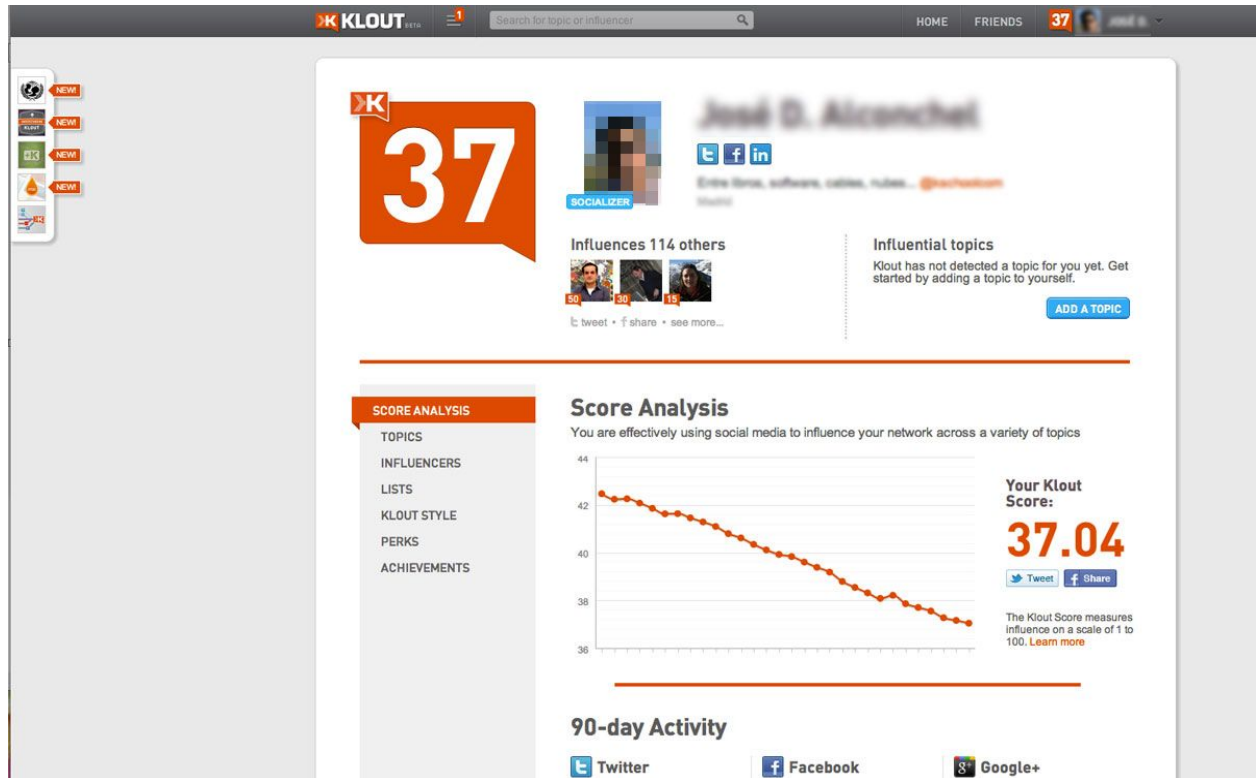 KLOUT BETA 1 Search for topic or influencer HOME FRIENDS 37
NEW!
NEW!
NEW!
NEW!
37
SOCIALIZER
Influences 114 others
50 30 15
tweet • share • see more...
Influential topics
Klout has not detected a topic for you yet. Get
started by adding a topic to yourself.
ADD A TOPIC
SCORE ANALYSIS
TOPICS
INFLUENCERS
LISTS
KLOUT STYLE
PERKS
ACHIEVEMENTS
Score Analysis
You are effectively using social media to influence your network across a variety of topics
44
42
40
38
36
Your Klout
Score:
37.04
Tweet Share
The Klout Score measures
influence on a scale of 1 to
100. Learn more
90-day Activity
Twitter Facebook Google+